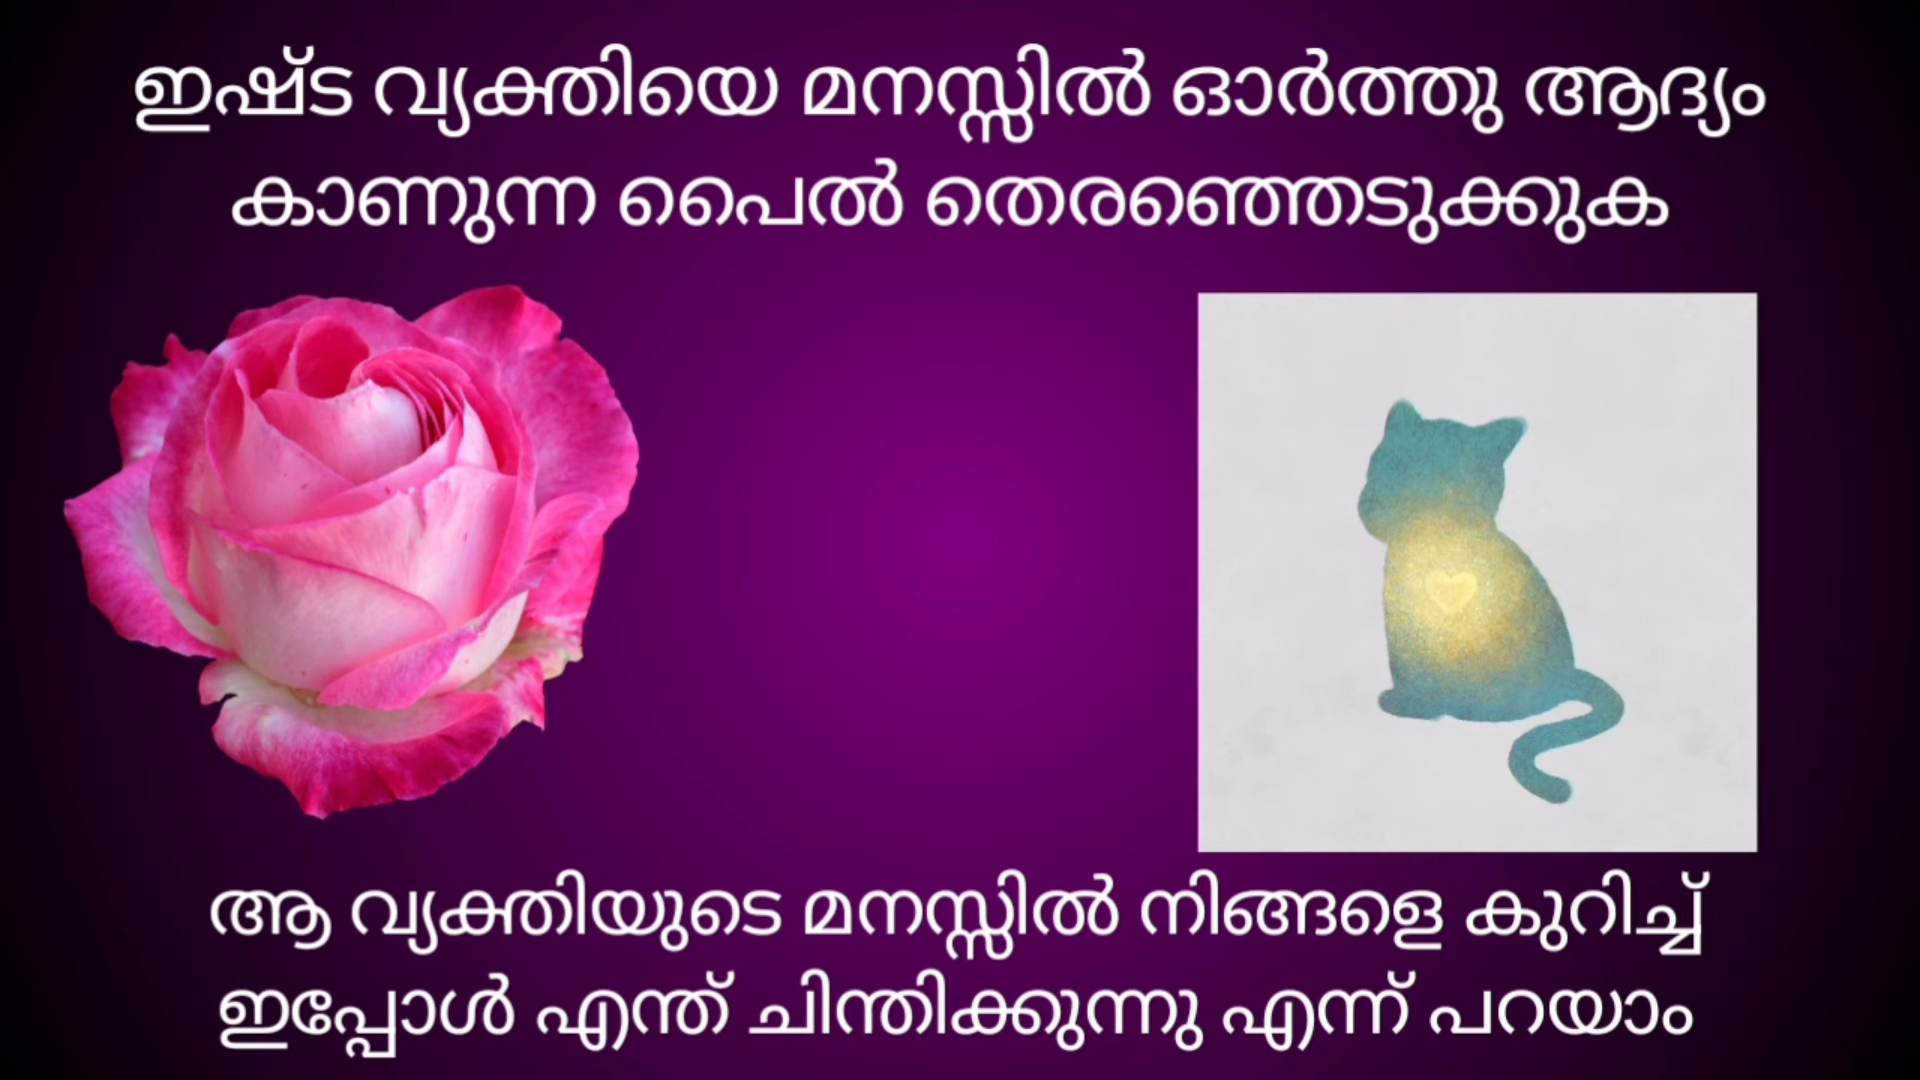 ഇഷ്ട വ്യക്തിയെ മനസ്സിൽ ഓർത്തു ആദ്യം
കാണുന്ന പൈൽ തെരഞ്ഞെടുക്കുക
ആ വ്യക്തിയുടെ മനസ്സിൽ നിങ്ങളെ കുറിച്ച്
ഇപ്പോൾ എന്ത് ചിന്തിക്കുന്നു എന്ന് പറയാം